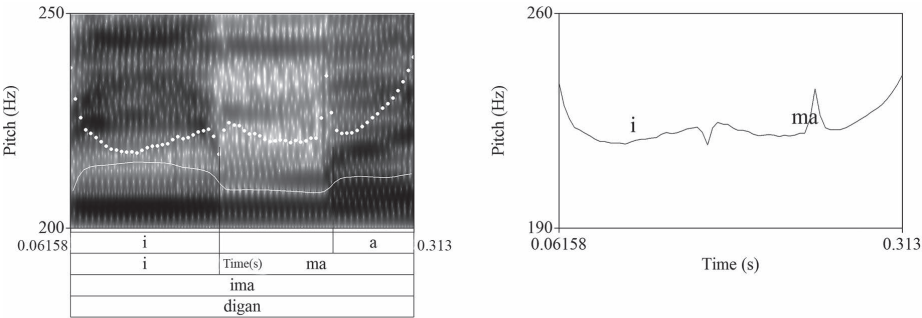 250
Pitch (Hz)
200
0.06158
i
a
0.313
i
Time(s)
ma
ima
digan
260
Pitch (Hz)
i
ma
190
0.06158
0.313
Time (s)